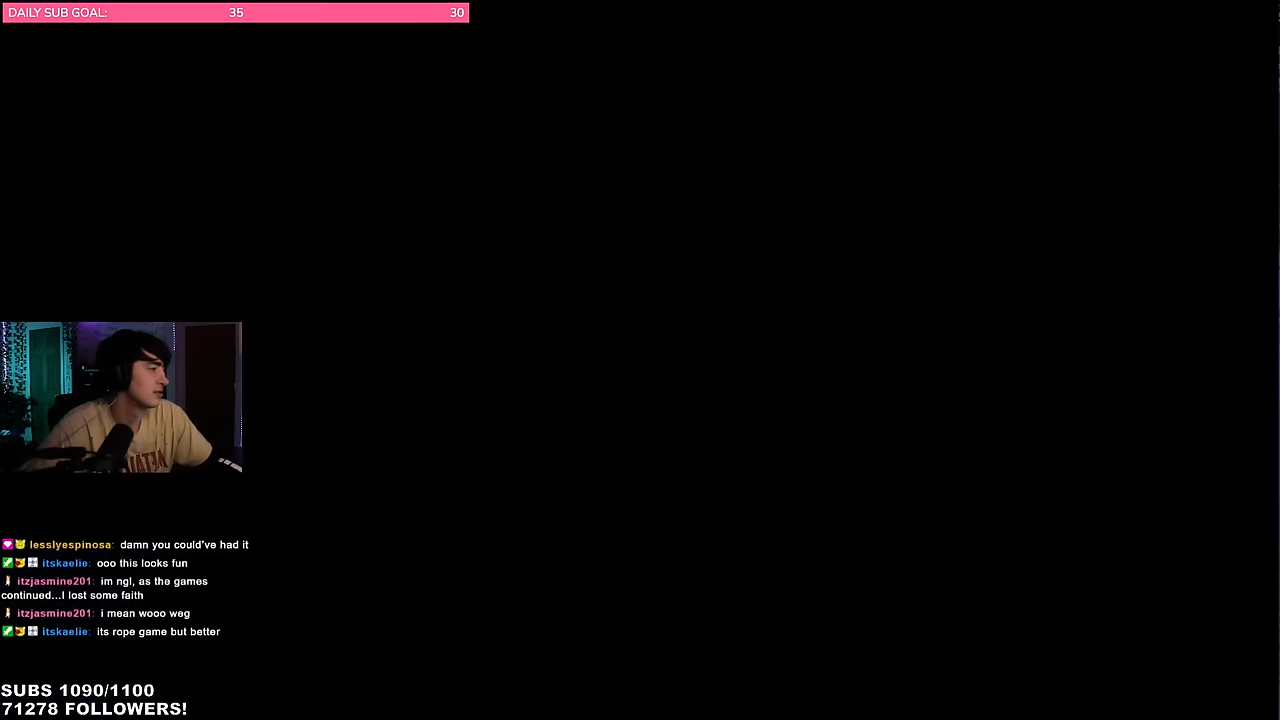 DAILY SUB GOAL: 35 30
lesslyespinosa: damn you could've had it
itskaelie: ooo this looks fun
itzjasmine201: im ngl, as the games
continued...I lost some faith
itzjasmine201: i mean wooo weg
itskaelie: its rope game but better
SUBS 1090/1100
71278 FOLLOWERS!